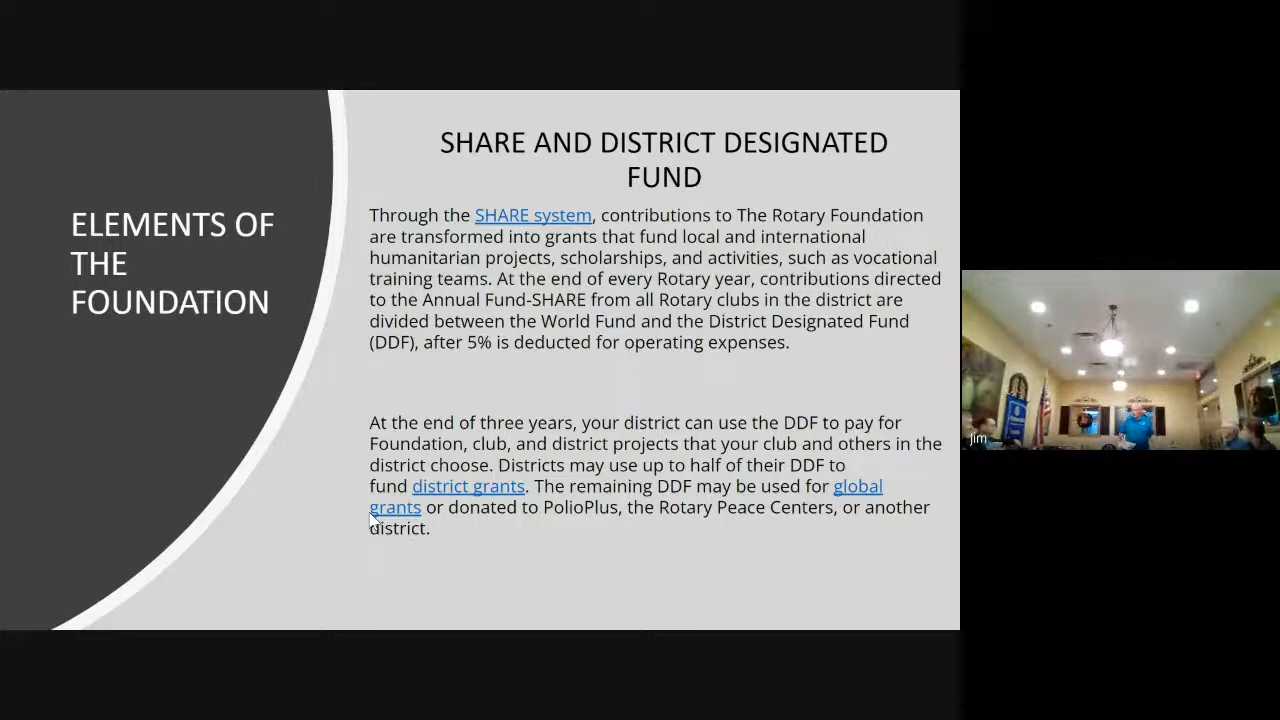 ELEMENTS OF
THE
FOUNDATION
SHARE AND DISTRICT DESIGNATED
FUND
Through the SHARE system, contributions to The Rotary Foundation
are transformed into grants that fund local and international
humanitarian projects, scholarships, and activities, such as vocational
training teams. At the end of every Rotary year, contributions directed
to the Annual Fund-SHARE from all Rotary clubs in the district are
divided between the World Fund and the District Designated Fund
(DDF), after 5% is deducted for operating expenses.
At the end of three years, your district can use the DDF to pay for
Foundation, club, and district projects that your club and others in the
district choose. Districts may use up to half of their DDF to
fund district grants. The remaining DDF may be used for global
grants or donated to PolioPlus, the Rotary Peace Centers, or another
district.
Jim